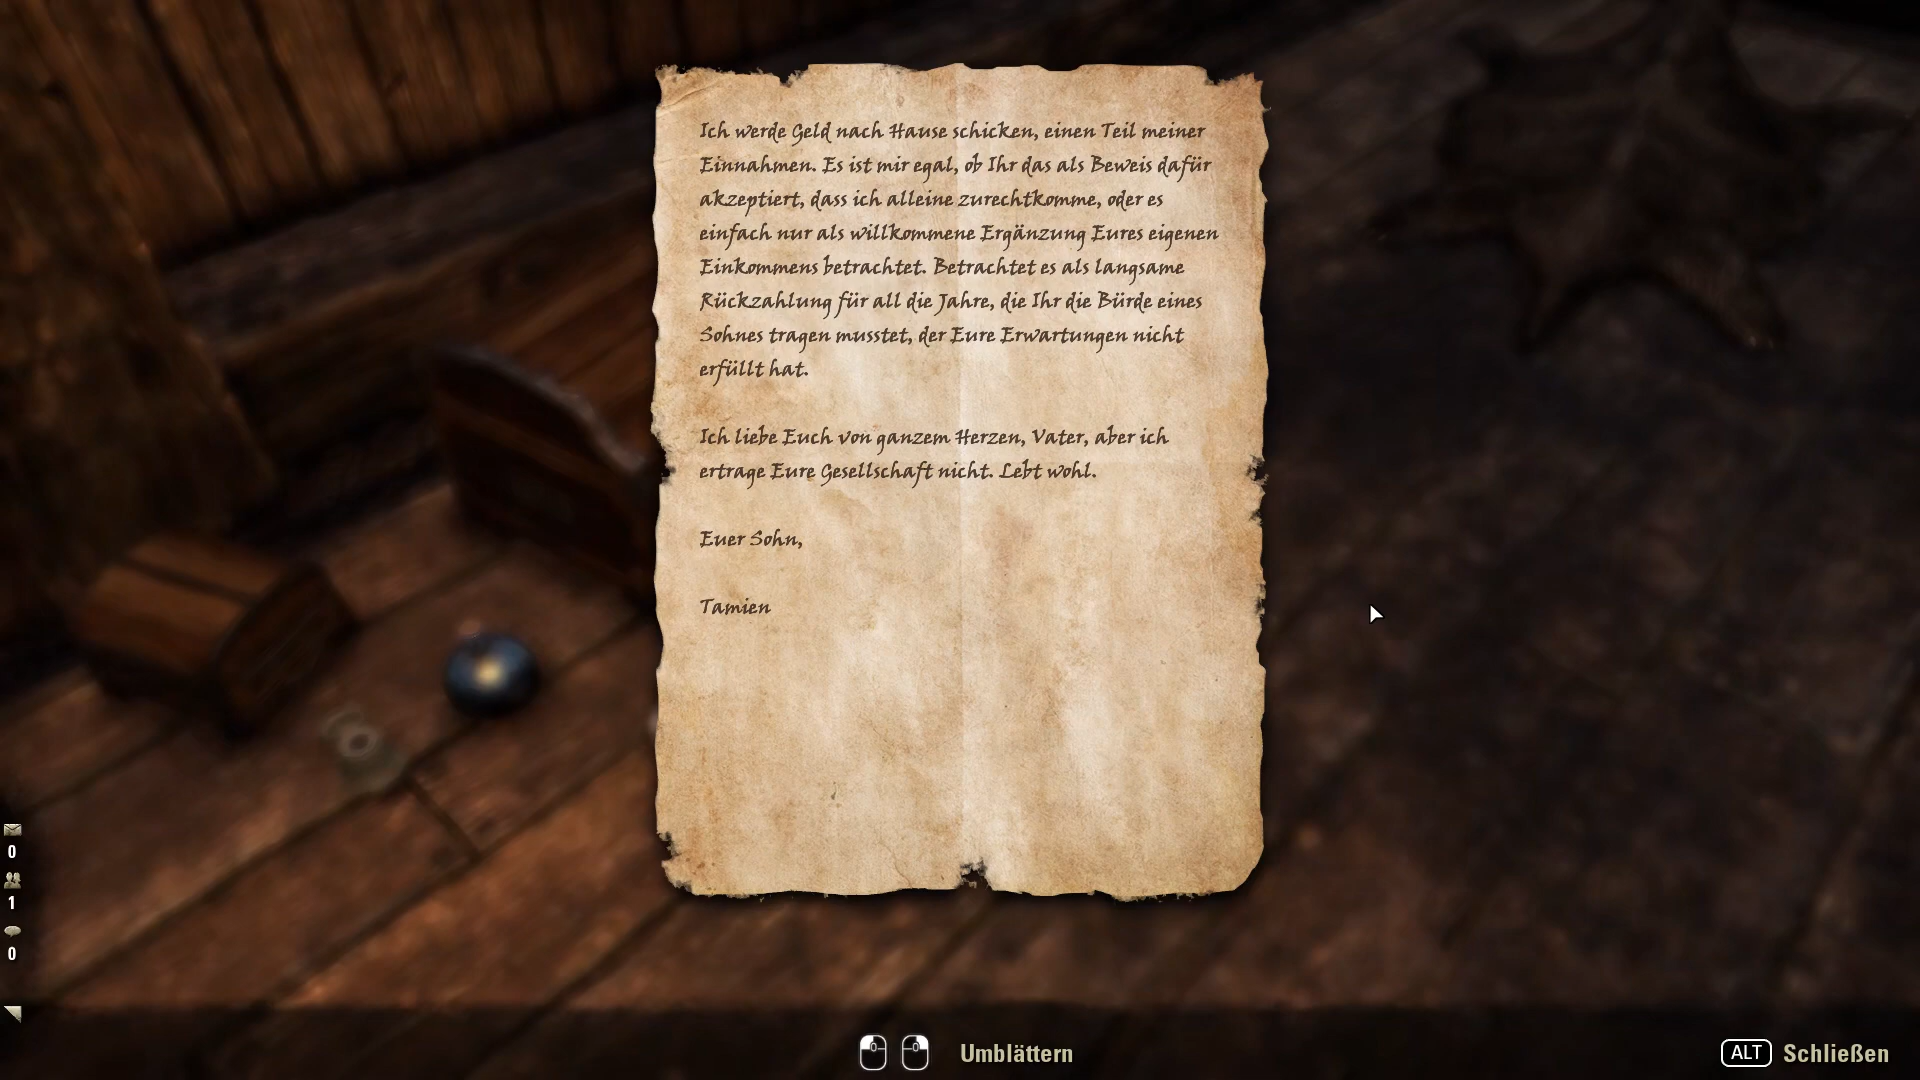 Ich werde Geld nach Hause schicken, einen Teil meiner
Einnahmen. Es ist mir egal, ob Ihr das als Beweis dafür
akzeptiert, dass ich alleine zurechtkomme, oder es
einfach nur als willkommene Ergänzung Eures eigenen
Einkommens betrachtet. Betrachtet es als langsame
Rückzahlung für all die Jahre, die Ihr die Bürde eines
Sohnes tragen musstet, der Eure Erwartungen nicht
erfüllt hat.
Ich liebe Euch von ganzem Herzen, Vater, aber ich
ertrage Eure Gesellschaft nicht. Lebt wohl.
Euer Sohn,
Tamien
0
1
0
Umblättern
ALT Schließen